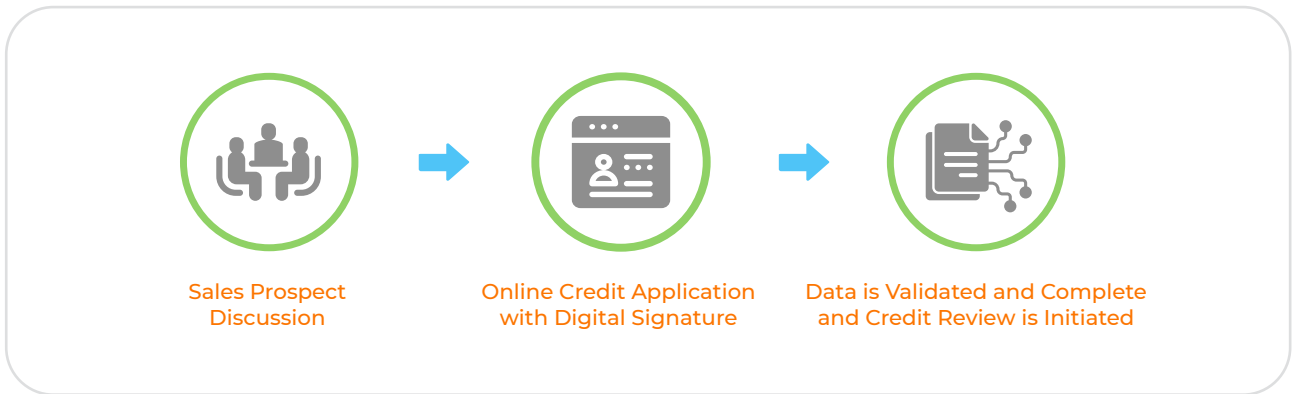 Sales Prospect
Discussion
Online Credit Application
with Digital Signature
Data is Validated and Complete
and Credit Review is Initiated